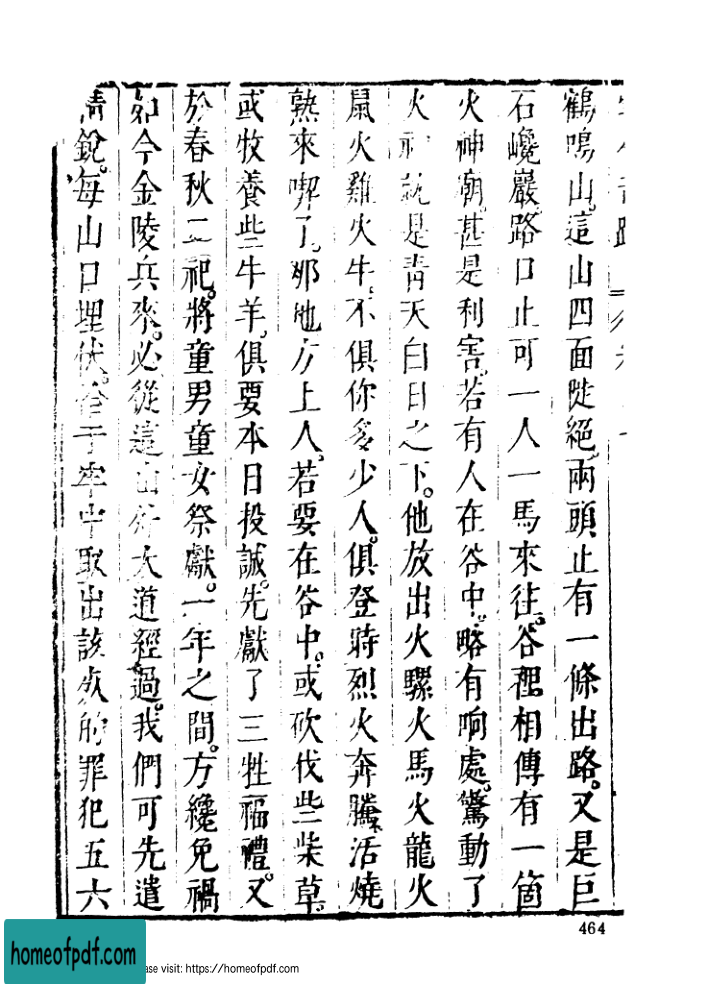 鶴鳴山。這山四面陡絕。兩頭止有一條出路。又是巨
石巉巖。路口止可一人一馬來往。谷裡相傳有一箇
火神廟。甚是利害。若有人在谷中。略有响處。驚動了
火神。就是青天白日之下。他放出火騾火馬火龍火
鼠火雞火牛。不俱你多少人。俱登時烈火奔騰。活燒
熟來喫了。那地方上人。若要在谷中。或砍伐些柴草。
或牧養些牛羊。俱要本日投誠。先獻了三牲福禮。又
於春秋二祀。將童男童女祭獻。一年之間。方纔免禍
如今金陵兵來。必從這山谷大道經過。我們可先遣
精銳。每山口埋伏。令于牢中取出該死的罪犯五六
464
homeofpdf.com
ase visit: https://homeofpdf.com